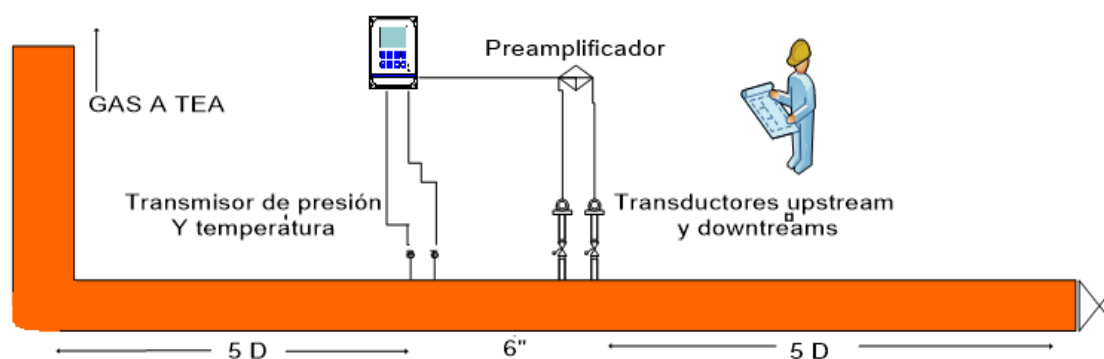 Preamplificador
GAS A TEA
Transmisor de presión
Y temperatura
Transductores upstream
y downtreams
5 D
6"
5 D